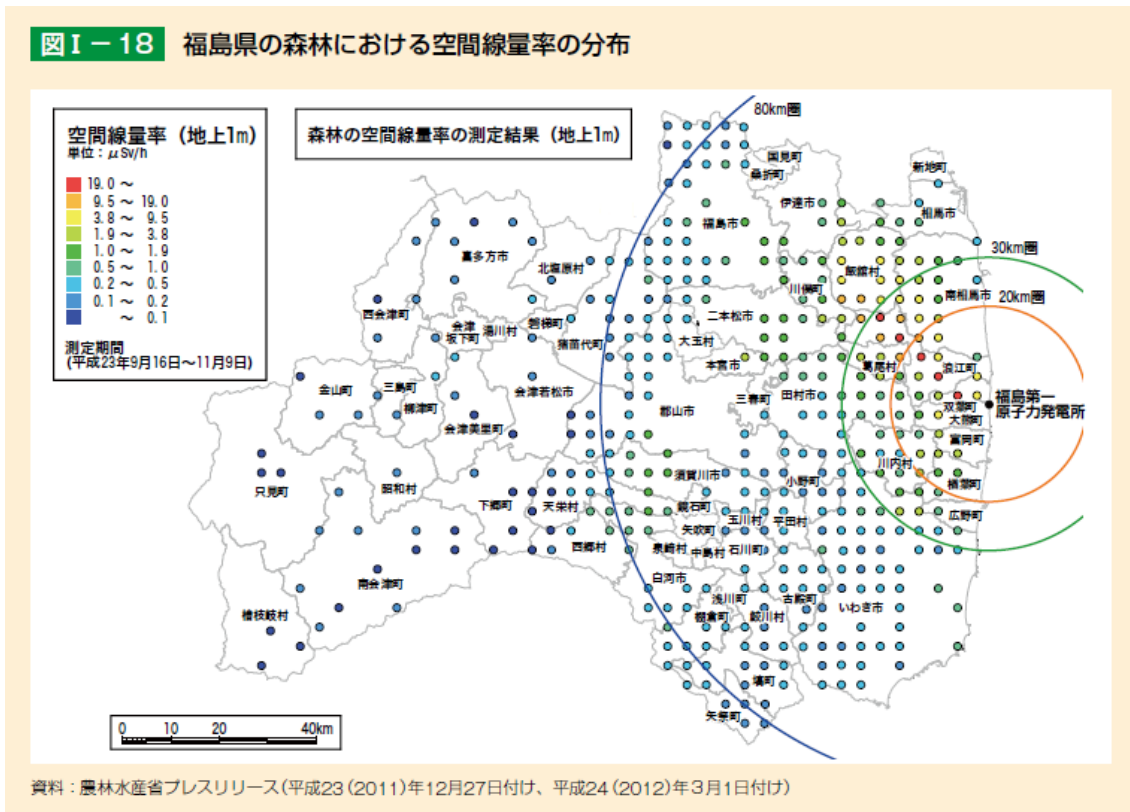 図Ⅰ－18 福島県の森林における空間線量率の分布
空間線量率（地上1m）
単位：μSv/h
19.0～
9.5～19.0
3.8～9.5
1.9～3.8
1.0～1.9
0.5～1.0
0.2～0.5
0.1～0.2
～0.1
測定期間
(平成23年9月16日～11月9日)
森林の空間線量率の測定結果（地上1m）
80km圏
国見町
桑折町
新地町
伊達市
相馬市
福島市
30km圏
喜多方市
北塩原村
飯舘村
川俣町
南相馬市
20km圏
西会津町
会津
坂下町
湯川村
磐梯町
猪苗代町
二本松市
大玉村
本宮市
葛尾村
浪江町
金山町
三島町
柳津町
会津若松市
会津美里町
郡山市
三春町
田村市
双葉町
大熊町
福島第一
原子力発電所
富岡町
川内村
楢葉町
広野町
只見町
昭和村
下郷町
天栄村
須賀川市
小野町
鏡石町
玉川村
平田村
矢吹町
西郷村
泉崎村
中島村
石川町
白河市
南会津町
浅川町
古殿町
いわき市
檜枝岐村
棚倉町
鮫川村
塙町
矢祭町
0 10 20 40km
資料：農林水産省プレスリリース(平成23(2011)年12月27日付け、平成24(2012)年3月1日付け)